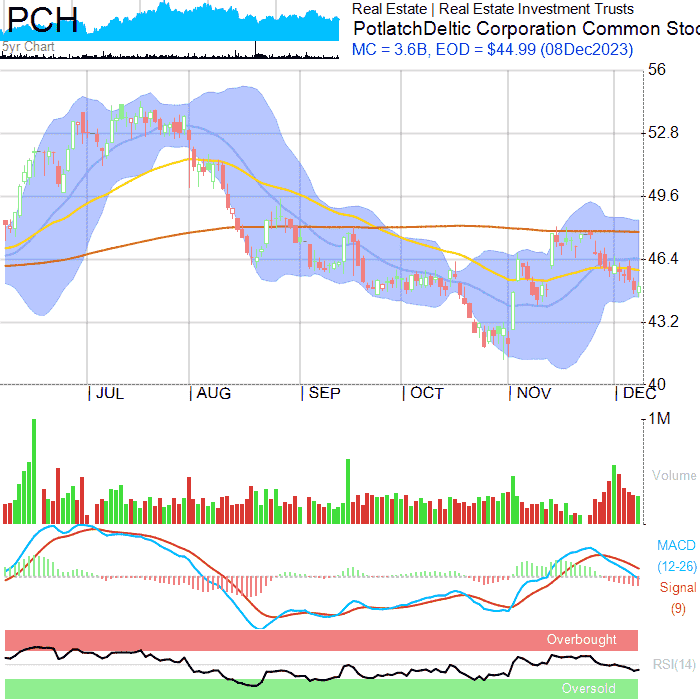 PCH
5yr Chart
Real Estate | Real Estate Investment Trusts
PotlatchDeltic Corporation Common Stoc
MC = 3.6B, EOD = $44.99 (08Dec2023)
56
52.8
49.6
46.4
43.2
40
JUL
AUG
SEP
OCT
NOV
DEC
1M
Volume
MACD
(12-26)
Signal
(9)
Overbought
RSI(14)
Oversold